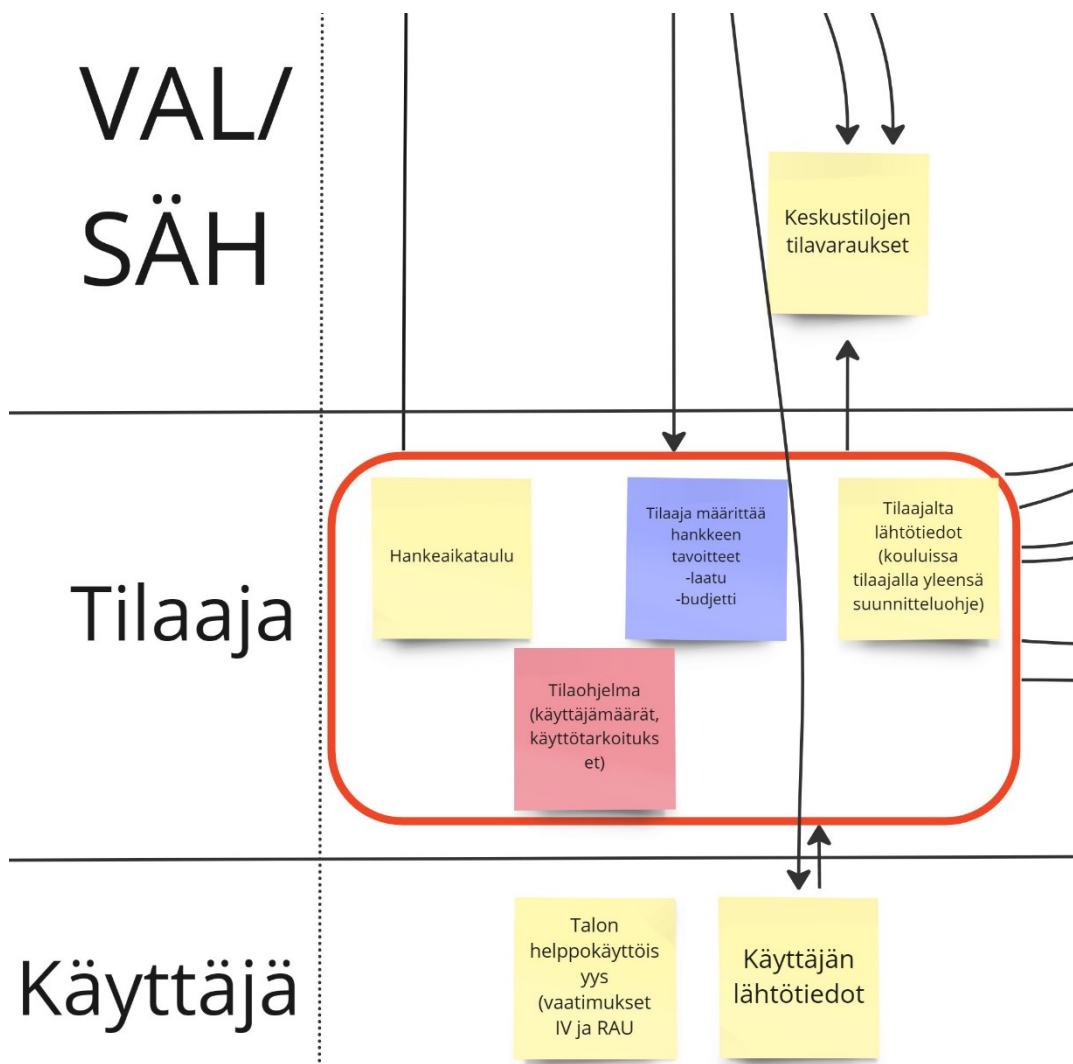 VAL/
SÄH
Keskustilojen
tilavaraukset
Tilaaja
Hankeaikataulu
Tilaaja määrittää
hankkeen
tavoitteet
-laatu
-budjetti
Tilaajalta
lähtötiedot
(kouluissa
tilaajalla yleensä
suunnitteluohje)
Tilaohjelma
(käyttäjämäärät,
käyttötarkoituks
et)
Käyttäjä
Talon
helppokäyttöis
yys
(vaatimukset
IV ja RAU
Käyttäjän
lähtötiedot